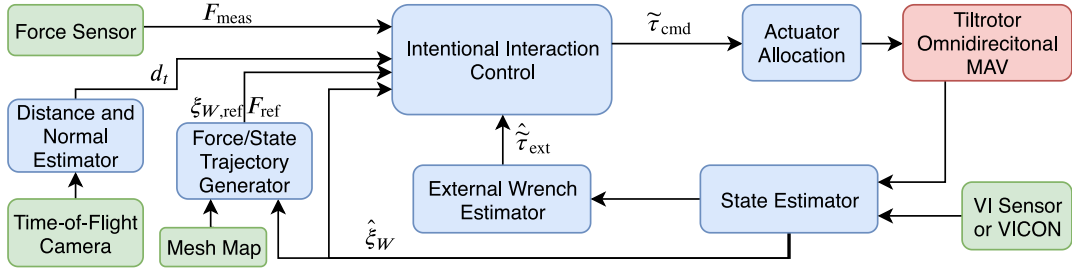 Force Sensor
F_meas
Intentional Interaction
Control
τ̃_cmd
Actuator
Allocation
Tiltrotor
Omnidirecitonal
MAV
d_t
ξ_W,ref
F_ref
Distance and
Normal
Estimator
Force/State
Trajectory
Generator
τ̃̂_ext
External Wrench
Estimator
State Estimator
VI Sensor
or VICON
Time-of-Flight
Camera
Mesh Map
ξ̂_W